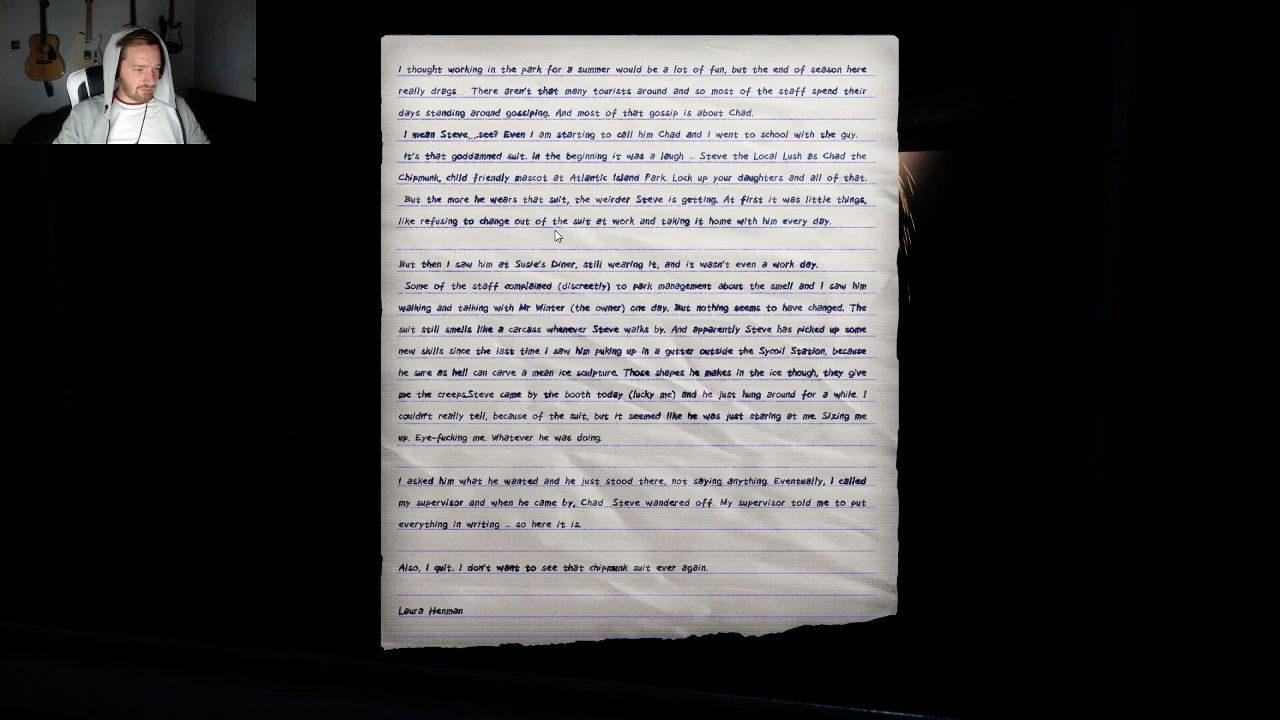 I thought working in the park for a summer would be a lot of fun, but the end of season here
really drags... There aren't that many tourists around and so most of the staff spend their
days standing around gossiping. And most of that gossip is about Chad.
I mean Steve...see? Even I am starting to call him Chad and I went to school with the guy.
It's that goddamned suit. In the beginning it was a laugh - Steve the Local Lush as Chad the
Chipmunk, child friendly mascot at Atlantic Island Park. Lock up your daughters and all of that.
But the more he wears that suit, the weirder Steve is getting. At first it was little things,
like refusing to change out of the suit at work and taking it home with him every day.
But then I saw him at Susie's Diner, still wearing it, and it wasn't even a work day.
Some of the staff complained (discreetly) to park management about the smell and I saw him
walking and talking with Mr Winter (the owner) one day. But nothing seems to have changed. The
suit still smells like a carcass whenever Steve walks by. And apparently Steve has picked up some
new skills since the last time I saw him puking up in a gutter outside the Sycoil Station, because
he sure as hell can carve a mean ice sculpture. Those shapes he makes in the ice though, they give
me the creeps.Steve came by the booth today (lucky me) and he just hung around for a while. I
couldn't really tell, because of the suit, but it seemed like he was just staring at me. Sizing me
up. Eye-fucking me. Whatever he was doing.
I asked him what he wanted and he just stood there, not saying anything. Eventually, I called
my supervisor and when he came by, Chad...Steve wandered off. My supervisor told me to put
everything in writing - so here it is.
Also, I quit. I don't want to see that chipmunk suit ever again.
Laura Henman